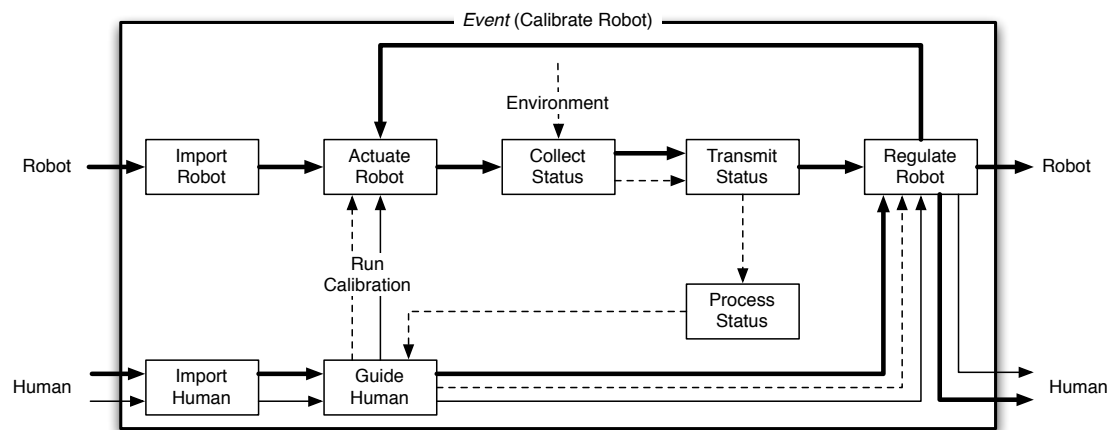 Event (Calibrate Robot)
Environment
Robot
Import
Robot
Actuate
Robot
Collect
Status
Transmit
Status
Regulate
Robot
Robot
Run
Calibration
Process
Status
Human
Import
Human
Guide
Human
Human